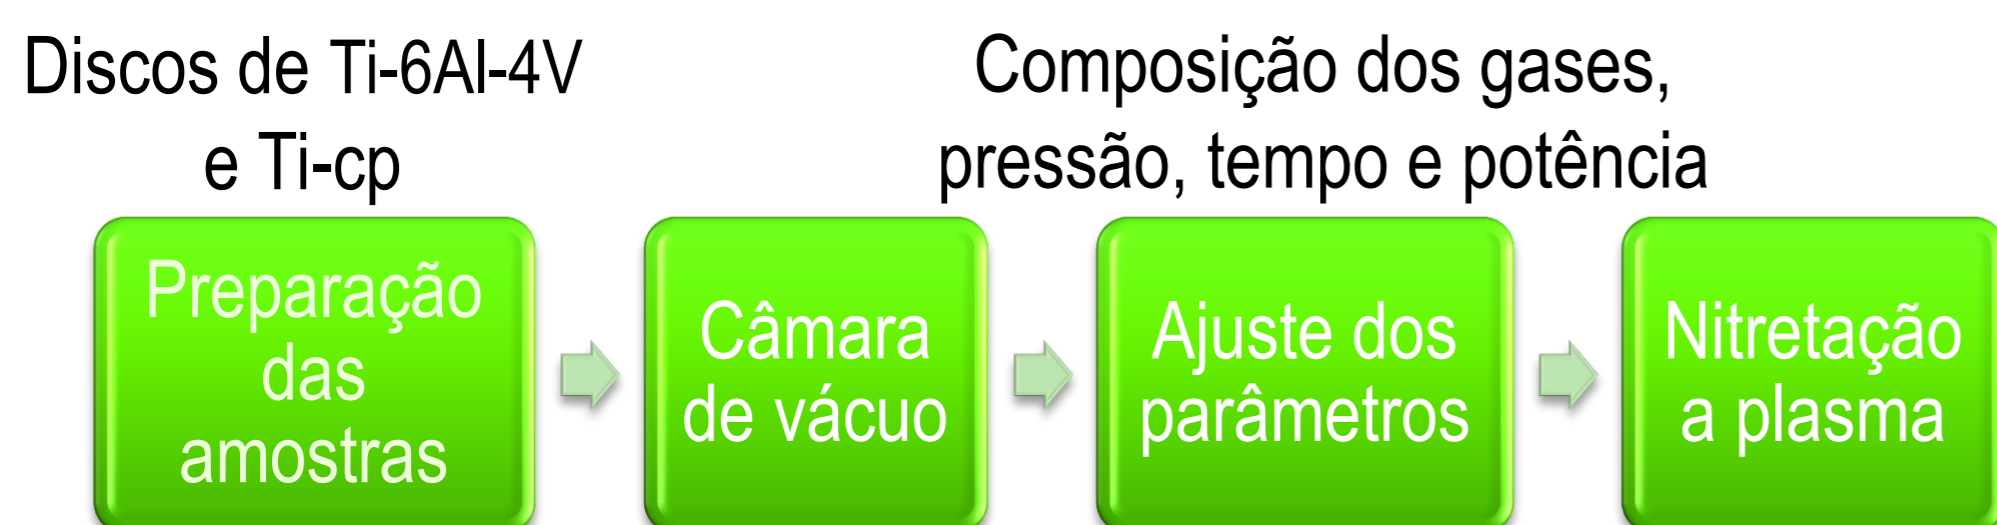 Discos de Ti-6Al-4V
e Ti-cp
Composição dos gases,
pressão, tempo e potência
Preparação
das
amostras
Câmara
de vácuo
Ajuste dos
parâmetros
Nitretação
a plasma